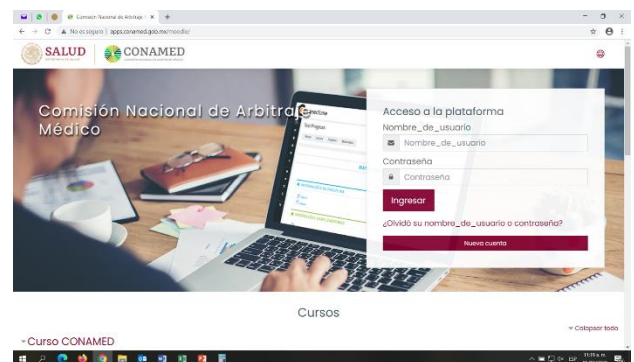 Comisión Nacional de Arbitraje
No es seguro | apps.conamed.gob.mx/moodle/
SALUD
CONAMED
Comisión Nacional de Arbitraje
Médico
Acceso a la plataforma
Nombre_de_usuario
Nombre_de_usuario
Contraseña
Contraseña
Ingresar
¿Olvidó su nombre_de_usuario o contraseña?
Nueva cuenta
Cursos
Colapsar todo
Curso CONAMED
ESP